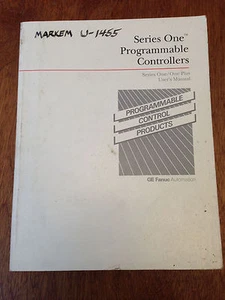 MARKEM U-1455
Series One™
Programmable
Controllers
Series One/One Plus
User's Manual
PROGRAMMABLE
CONTROL
PRODUCTS
GE Fanuc Automation